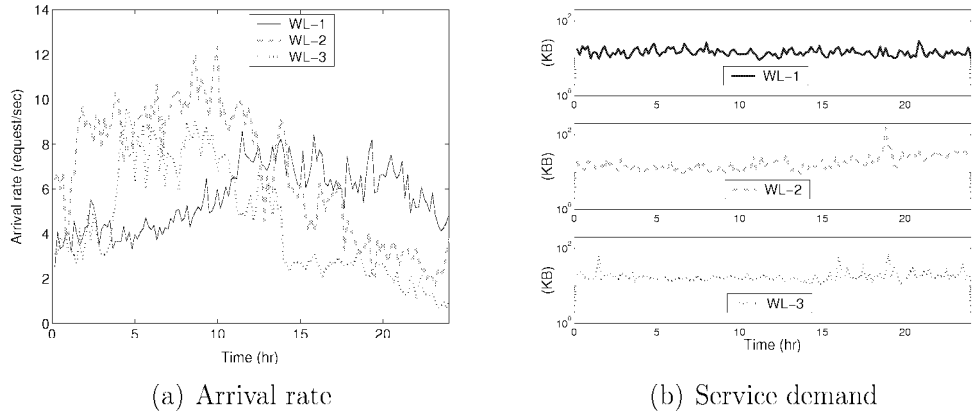 14
12
10
8
6
4
2
0
Arrival rate (request/sec)
WL-1
WL-2
WL-3
0 5 10 15 20
Time (hr)
(a) Arrival rate
10²
(KB)
10⁰
WL-1
0 5 10 15 20
10²
(KB)
10⁰
WL-2
0 5 10 15 20
10²
(KB)
10⁰
WL-3
0 5 10 15 20
Time (hr)
(b) Service demand